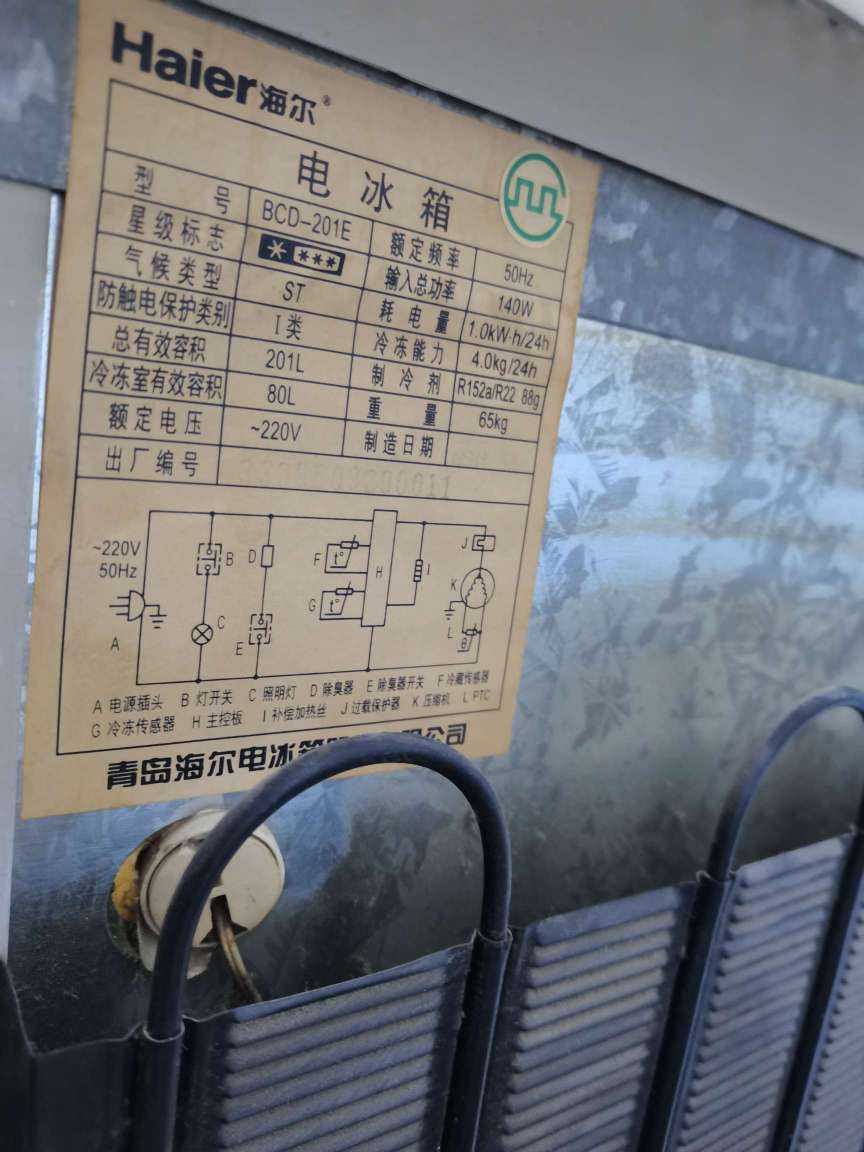 Haier海尔®
电冰箱
型 号 BCD-201E 额定频率 50Hz
星级标志 * *** 输入总功率 140W
气候类型 ST 耗电量 1.0kW·h/24h
防触电保护类别 I类 冷冻能力 4.0kg/24h
总有效容积 201L 制冷剂 R152a/R22 88g
冷冻室有效容积 80L 重量 65kg
额定电压 ~220V 制造日期
出厂编号
~220V
50Hz
A
B
C
D
E
F
t°
G
t°
H
I
J
K
L
θ
A 电源插头 B 灯开关 C 照明灯 D 除臭器 E 除臭器开关 F 冷藏传感器
G 冷冻传感器 H 主控板 I 补偿加热丝 J 过载保护器 K 压缩机 L PTC
青岛海尔电冰箱 公司